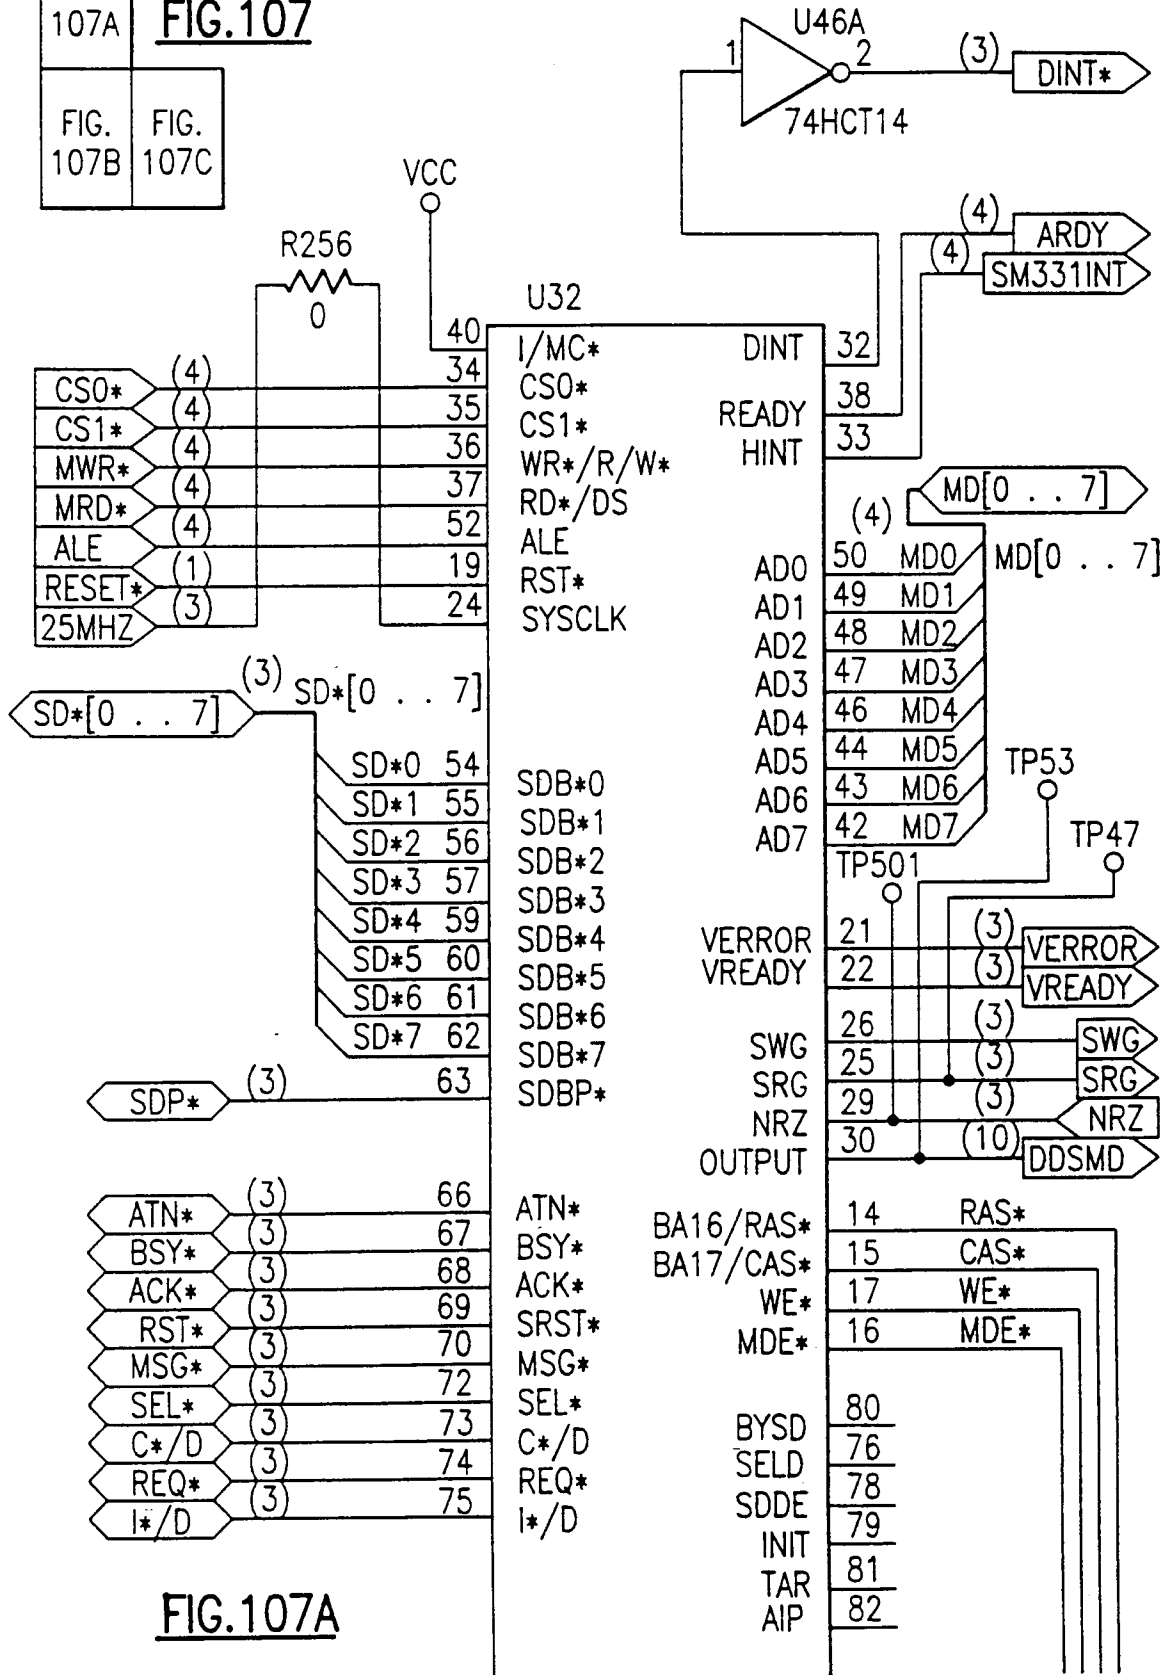 107A
FIG.107
FIG.
107B
FIG.
107C
U46A
1
2
74HCT14
(3)
DINT*
VCC
R256
0
(4)
ARDY
(4)
SM331INT
U32
40
I/MC*
CS0*
(4)
34
CS0*
CS1*
(4)
35
CS1*
MWR*
(4)
36
WR*/R/W*
MRD*
(4)
37
RD*/DS
ALE
(4)
52
ALE
RESET*
(1)
19
RST*
25MHZ
(3)
24
SYSCLK
DINT
32
READY
38
HINT
33
MD[0 . . 7]
(4)
MD[0 . . 7]
AD0
50
MD0
AD1
49
MD1
AD2
48
MD2
AD3
47
MD3
AD4
46
MD4
AD5
44
MD5
AD6
43
MD6
AD7
42
MD7
SD*[0 . . 7]
(3)
SD*[0 . . 7]
SD*0
54
SDB*0
SD*1
55
SDB*1
SD*2
56
SDB*2
SD*3
57
SDB*3
SD*4
59
SDB*4
SD*5
60
SDB*5
SD*6
61
SDB*6
SD*7
62
SDB*7
SDP*
(3)
63
SDBP*
TP53
TP47
TP501
VERROR
21
(3)
VERROR
VREADY
22
(3)
VREADY
SWG
26
(3)
SWG
SRG
25
(3)
SRG
NRZ
29
(3)
NRZ
OUTPUT
30
(10)
DDSMD
ATN*
(3)
66
ATN*
BSY*
(3)
67
BSY*
ACK*
(3)
68
ACK*
RST*
(3)
69
SRST*
MSG*
(3)
70
MSG*
SEL*
(3)
72
SEL*
C*/D
(3)
73
C*/D
REQ*
(3)
74
REQ*
I*/D
(3)
75
I*/D
BA16/RAS*
14
RAS*
BA17/CAS*
15
CAS*
WE*
17
WE*
MDE*
16
MDE*
BYSD
80
SELD
76
SDDE
78
INIT
79
TAR
81
AIP
82
FIG.107A